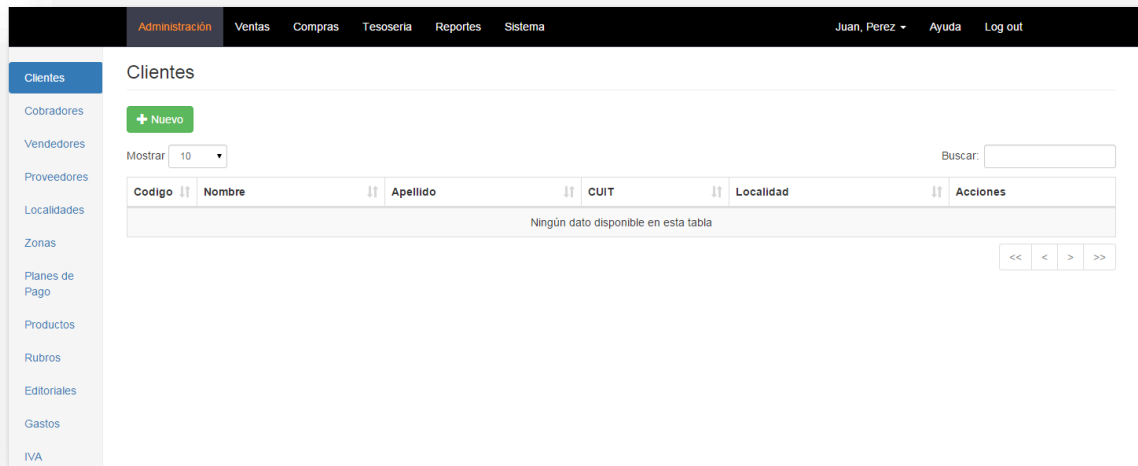 Administración Ventas Compras Tesoseria Reportes Sistema Juan, Perez Ayuda Log out
Clientes
Cobradores
Vendedores
Proveedores
Localidades
Zonas
Planes de
Pago
Productos
Rubros
Editoriales
Gastos
IVA
Clientes
Nuevo
Mostrar 10 Buscar:
Codigo Nombre Apellido CUIT Localidad Acciones
Ningún dato disponible en esta tabla
<< < > >>